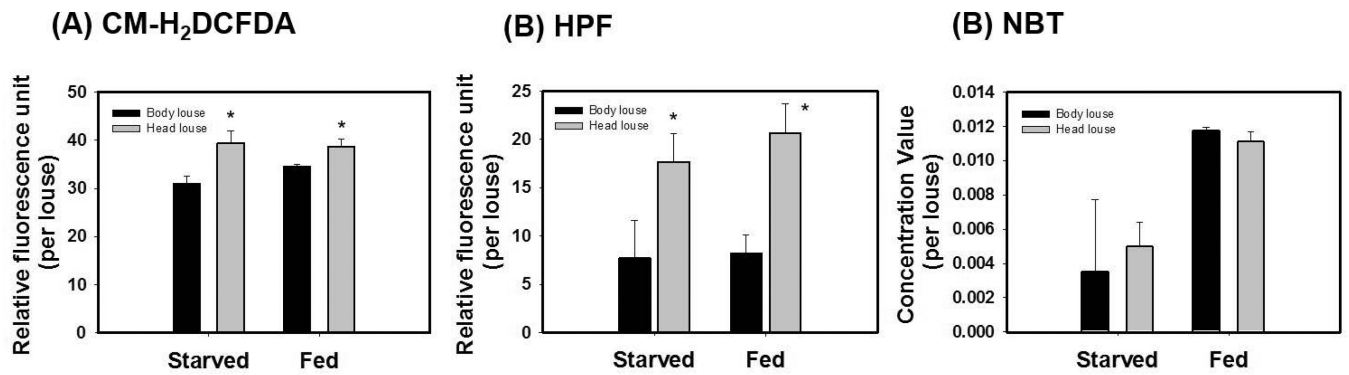 (A) CM-H₂DCFDA
Relative fluorescence unit
(per louse)
50
40
30
20
10
0
Body louse
Head louse
*
*
Starved
Fed
(B) HPF
Relative fluorescence unit
(per louse)
25
20
15
10
5
0
Body louse
Head louse
*
*
Starved
Fed
(B) NBT
Concentration Value
(per louse)
0.014
0.012
0.010
0.008
0.006
0.004
0.002
0.000
Body louse
Head louse
Starved
Fed